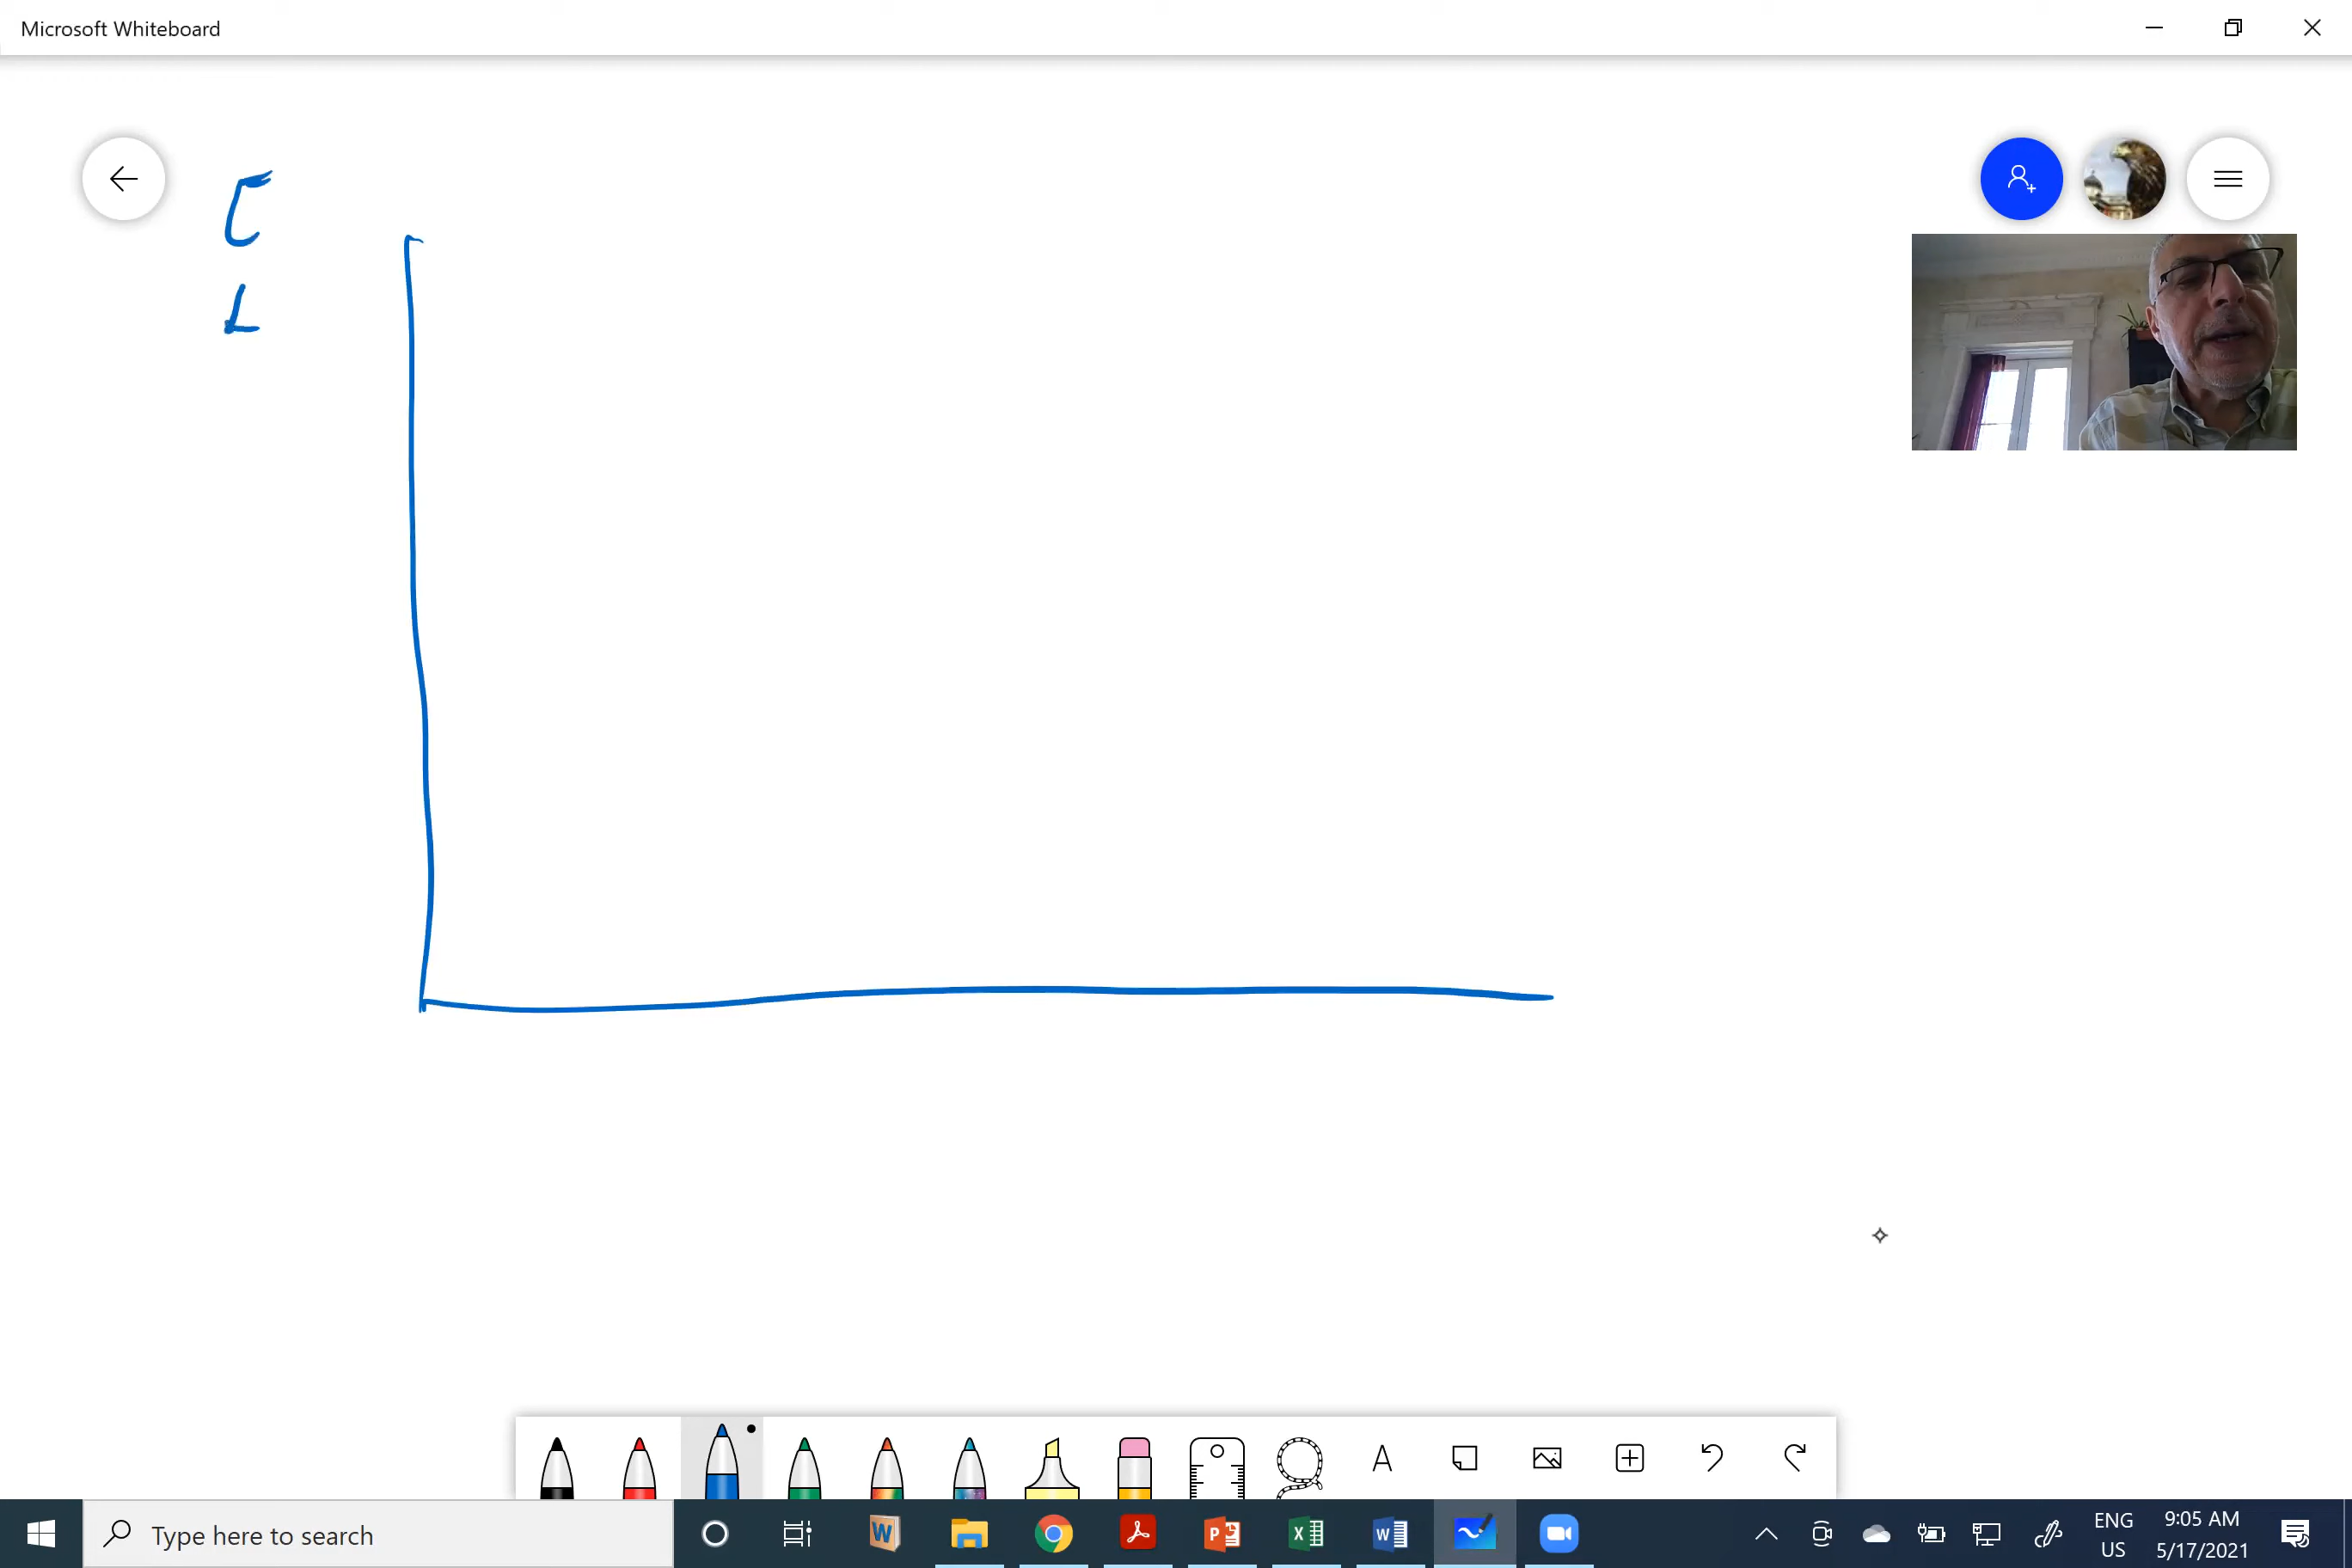 Microsoft Whiteboard
C
L
A
Type here to search
ENG
US
9:05 AM
5/17/2021